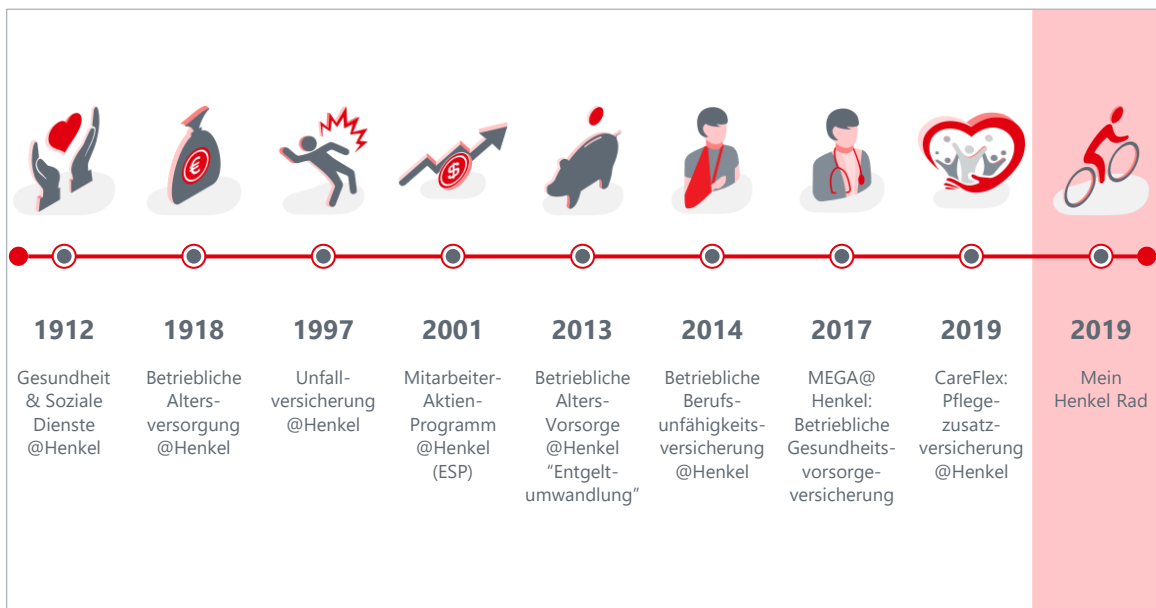 €
$
1912
Gesundheit
& Soziale
Dienste
@Henkel
1918
Betriebliche
Alters-
versorgung
@Henkel
1997
Unfall-
versicherung
@Henkel
2001
Mitarbeiter-
Aktien-
Programm
@Henkel
(ESP)
2013
Betriebliche
Alters-
Vorsorge
@Henkel
“Entgelt-
umwandlung”
2014
Betriebliche
Berufs-
unfähigkeits-
versicherung
@Henkel
2017
MEGA@
Henkel:
Betriebliche
Gesundheits-
vorsorge-
versicherung
2019
CareFlex:
Pflege-
zusatz-
versicherung
@Henkel
2019
Mein
Henkel Rad